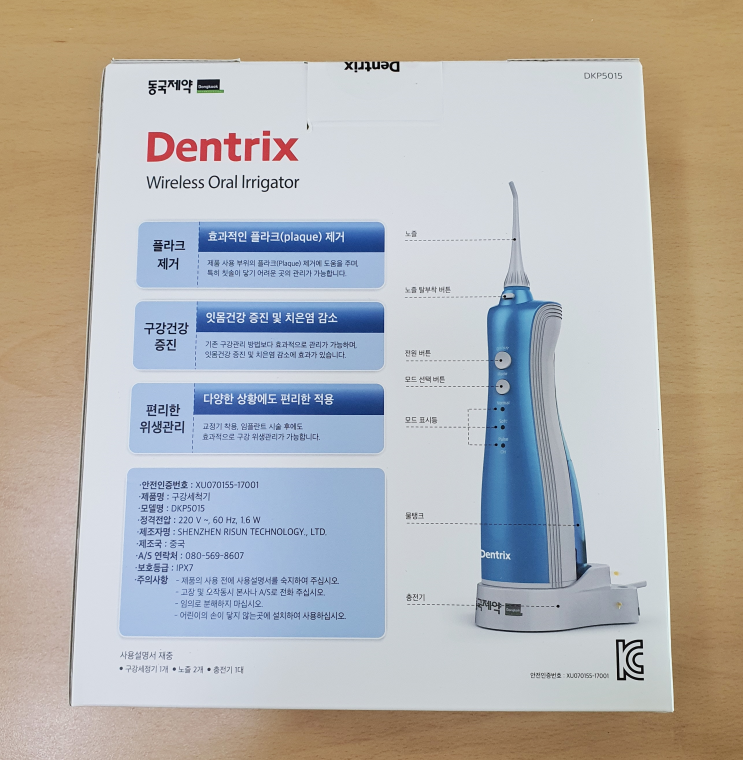 동국제약 Dongkook
Dentrix
DKP5015
Dentrix
Wireless Oral Irrigator
플라크
제거
효과적인 플라크(plaque) 제거
제품 사용 부위의 플라크(Plaque) 제거에 도움을 주며,
특히 칫솔이 닿기 어려운 곳의 관리가 가능합니다.
구강건강
증진
잇몸건강 증진 및 치은염 감소
기존 구강관리 방법보다 효과적으로 관리가 가능하며,
잇몸건강 증진 및 치은염 감소에 효과가 있습니다.
편리한
위생관리
다양한 상황에도 편리한 적용
교정기 착용, 임플란트 시술 후에도
효과적으로 구강 위생관리가 가능합니다.
·안전인증번호 : XU070155-17001
·제품명 : 구강세척기
·모델명 : DKP5015
·정격전압 : 220 V ~, 60 Hz, 1.6 W
·제조자명 : SHENZHEN RISUN TECHNOLOGY., LTD.
·제조국 : 중국
·A/S 연락처 : 080-569-8607
·보호등급 : IPX7
·주의사항 - 제품의 사용 전에 사용설명서를 숙지하여 주십시오.
- 고장 및 오작동시 본사나 A/S로 전화 주십시오.
- 임의로 분해하지 마십시오.
- 어린이의 손이 닿지 않는곳에 설치하여 사용하십시오.
사용설명서 재중
● 구강세정기 1개 ● 노즐 2개 ● 충전기 1대
노즐
노즐 탈부착 버튼
전원 버튼
모드 선택 버튼
모드 표시등
물탱크
충전기
Dentrix
국제약
안전인증번호 : XU070155-17001